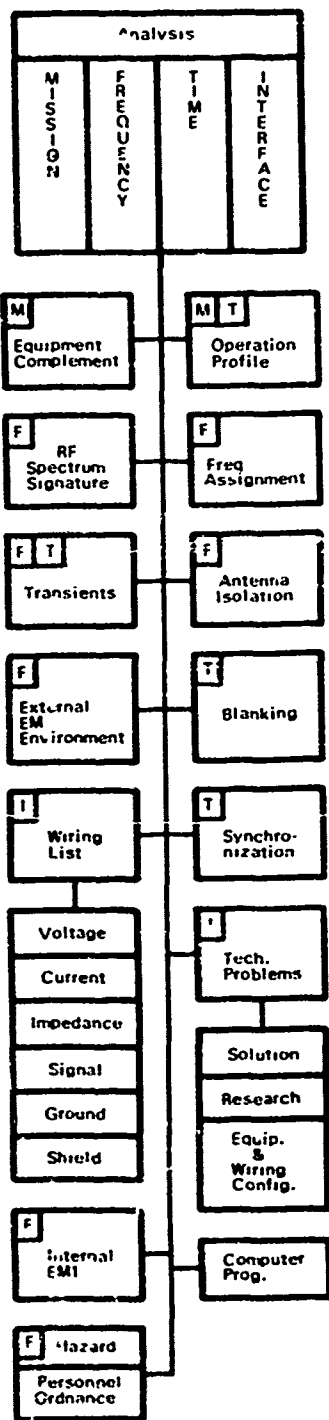 Analysis
MISSION
FREQUENCY
TIME
INTERFACE
M
Equipment
Complement
M T
Operation
Profile
F
RF
Spectrum
Signature
F
Freq
Assignment
F T
Transients
F
Antenna
Isolation
F
External
EM
Environment
T
Blanking
I
Wiring
List
T
Synchro-
nization
Voltage
Current
Impedance
Signal
Ground
Shield
Tech.
Problems
Solution
Research
Equip.
&
Wiring
Config.
F
Internal
EMI
Computer
Prog.
F
Hazard
Personnel
Ordnance